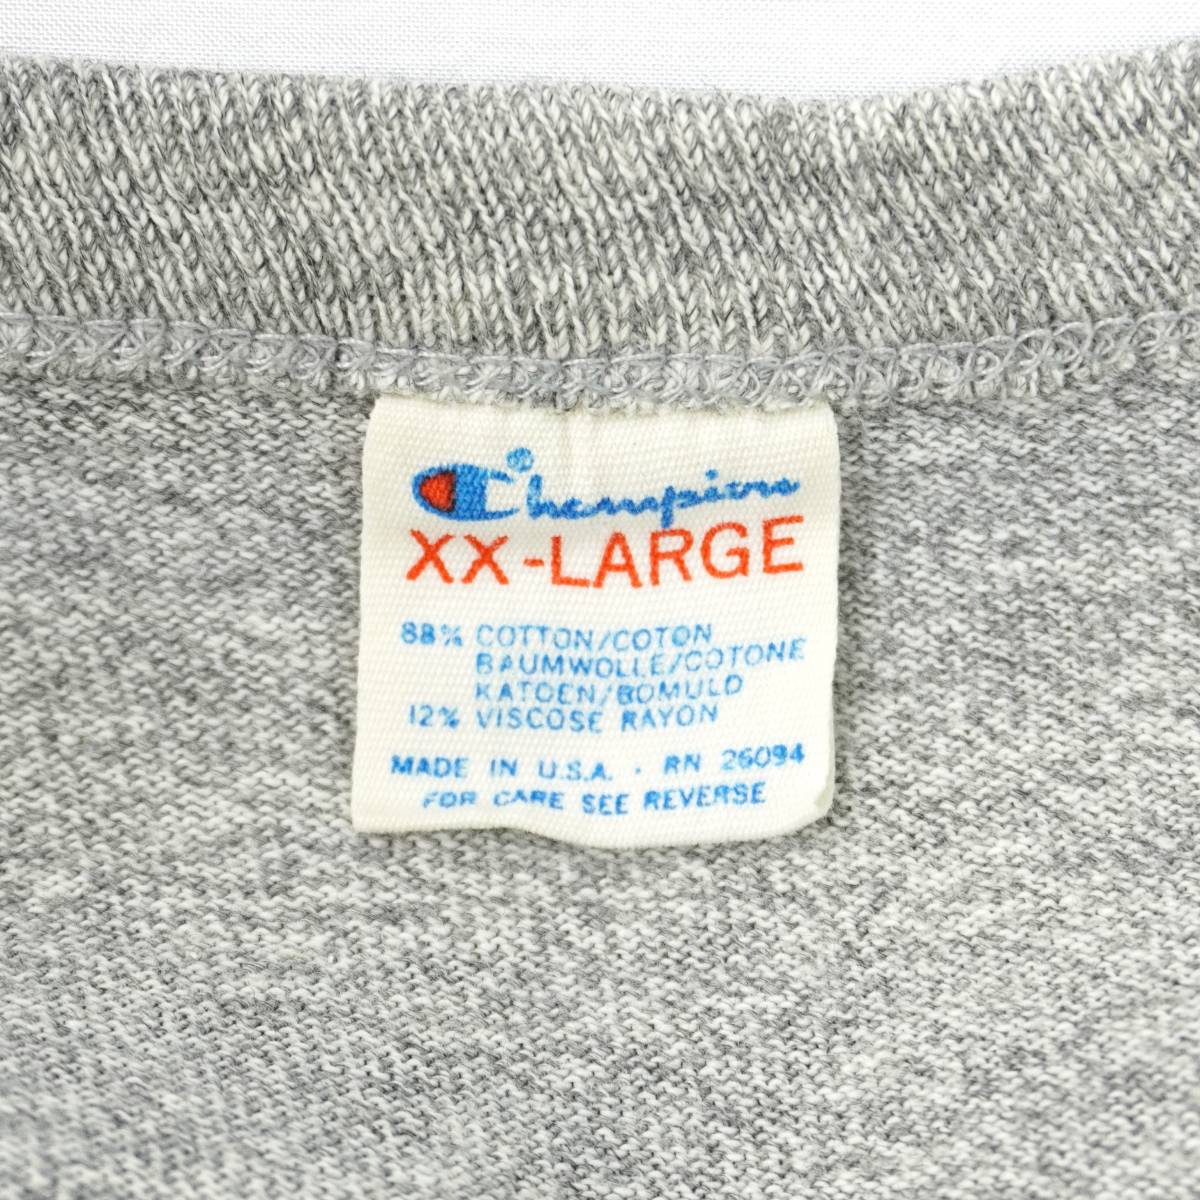 Champion®
XX-LARGE
88% COTTON/COTON
BAUMWOLLE/COTONE
KATOEN/BOMULD
12% VISCOSE RAYON
MADE IN U.S.A. · RN 26094
FOR CARE SEE REVERSE